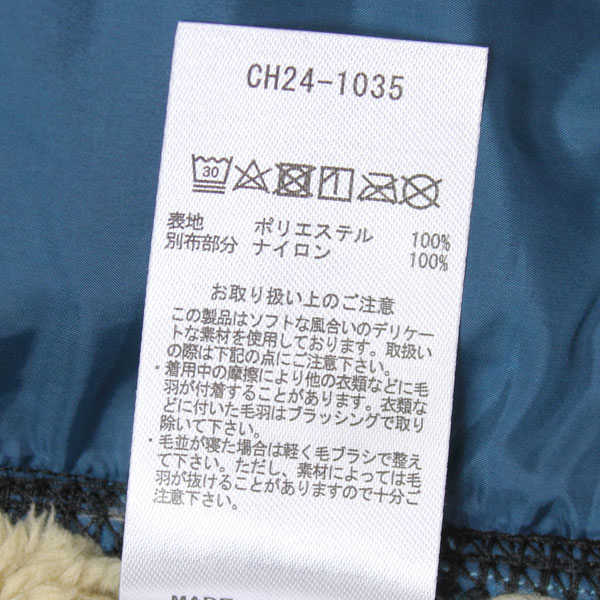 CH24-1035
30
表地 ポリエステル 100%
別布部分 ナイロン 100%
お取り扱い上のご注意
この製品はソフトな風合いのデリケー
トな素材を使用しております。取扱い
の際は下記の点にご注意下さい。
・着用中の摩擦により他の衣類などに毛
羽が付着することがあります。衣類な
どに付いた毛羽はブラッシングで取り
除いて下さい。
・毛並が寝た場合は軽く毛ブラシで整え
て下さい。ただし、素材によっては毛
羽が抜けることがありますので十分ご
注意下さい。
MADE